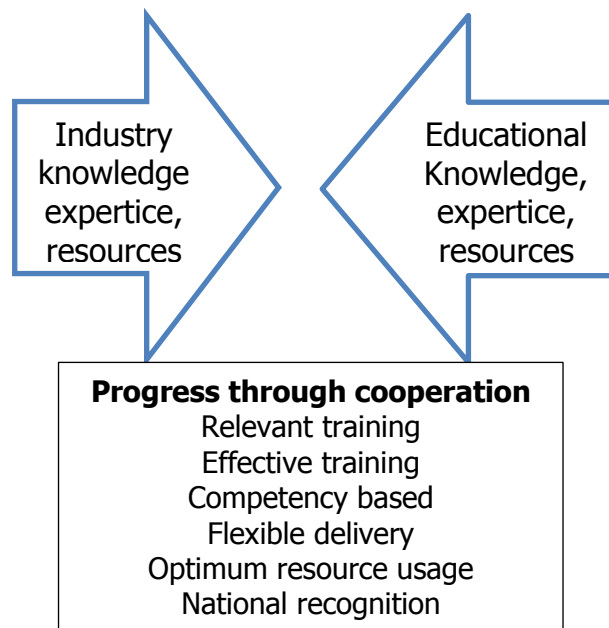 Industry
knowledge
expertice,
resources
Educational
Knowledge,
expertice,
resources
Progress through cooperation
Relevant training
Effective training
Competency based
Flexible delivery
Optimum resource usage
National recognition